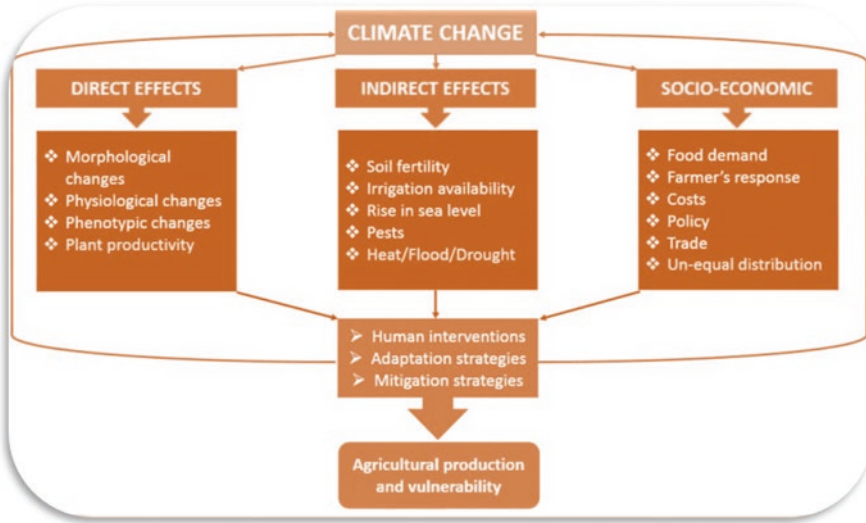 CLIMATE CHANGE
DIRECT EFFECTS
❖ Morphological
changes
❖ Physiological changes
❖ Phenotypic changes
❖ Plant productivity
INDIRECT EFFECTS
❖ Soil fertility
❖ Irrigation availability
❖ Rise in sea level
❖ Pests
❖ Heat/Flood/Drought
SOCIO-ECONOMIC
❖ Food demand
❖ Farmer's response
❖ Costs
❖ Policy
❖ Trade
❖ Un-equal distribution
➢ Human interventions
➢ Adaptation strategies
➢ Mitigation strategies
Agricultural production
and vulnerability